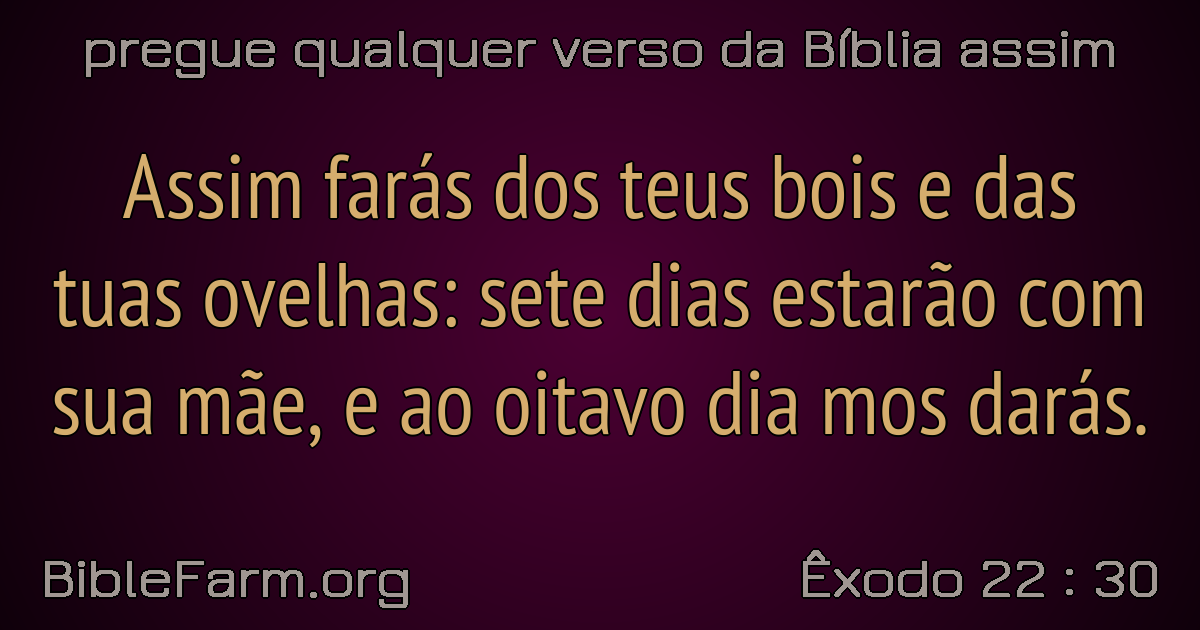 pregue qualquer verso da Bíblia assim
Assim farás dos teus bois e das
tuas ovelhas: sete dias estarão com
sua mãe, e ao oitavo dia mos darás.
BibleFarm.org
Êxodo 22 : 30